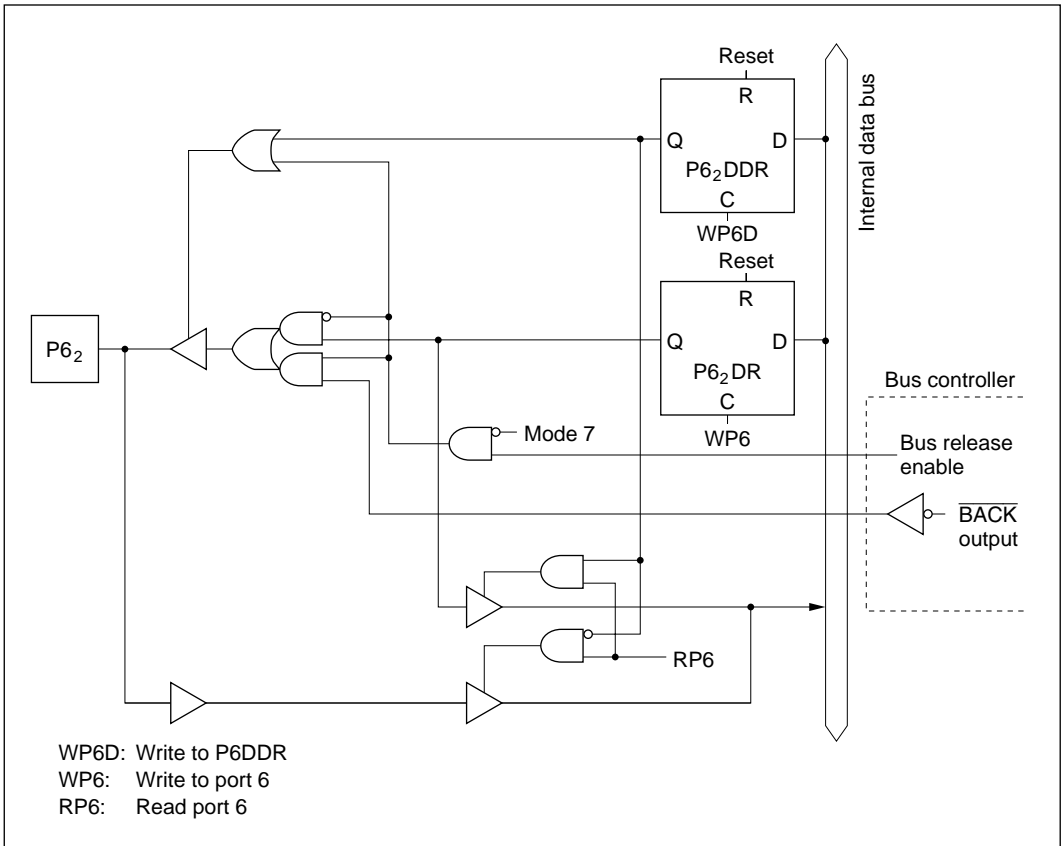 Reset
R
Q
D
P6₂DDR
C
WP6D
Internal data bus
Reset
R
P6₂
Q
D
P6₂DR
C
WP6
Bus controller
Mode 7
Bus release
enable
B̅A̅C̅K̅
output
RP6
WP6D: Write to P6DDR
WP6: Write to port 6
RP6: Read port 6